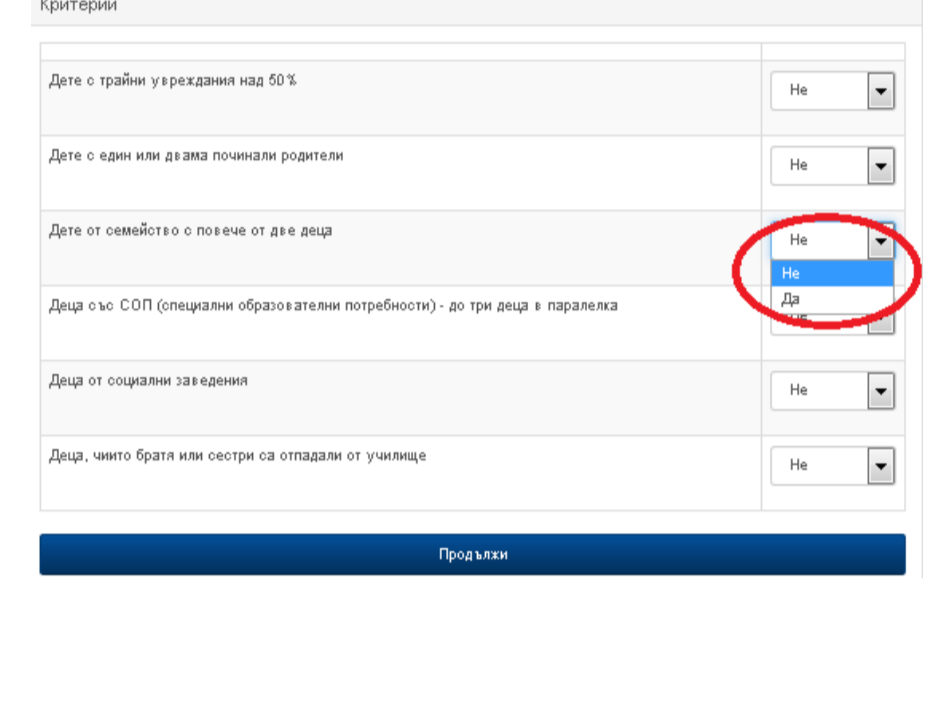 Критерии
Дете с трайни увреждания над 50%
Не
Дете с един или двама починали родители
Не
Дете от семейство с повече от две деца
Не
Не
Да
Деца със СОП (специални образователни потребности) - до три деца в паралелка
Деца от социални заведения
Не
Деца, чиито братя или сестри са отпадали от училище
Не
Продължи